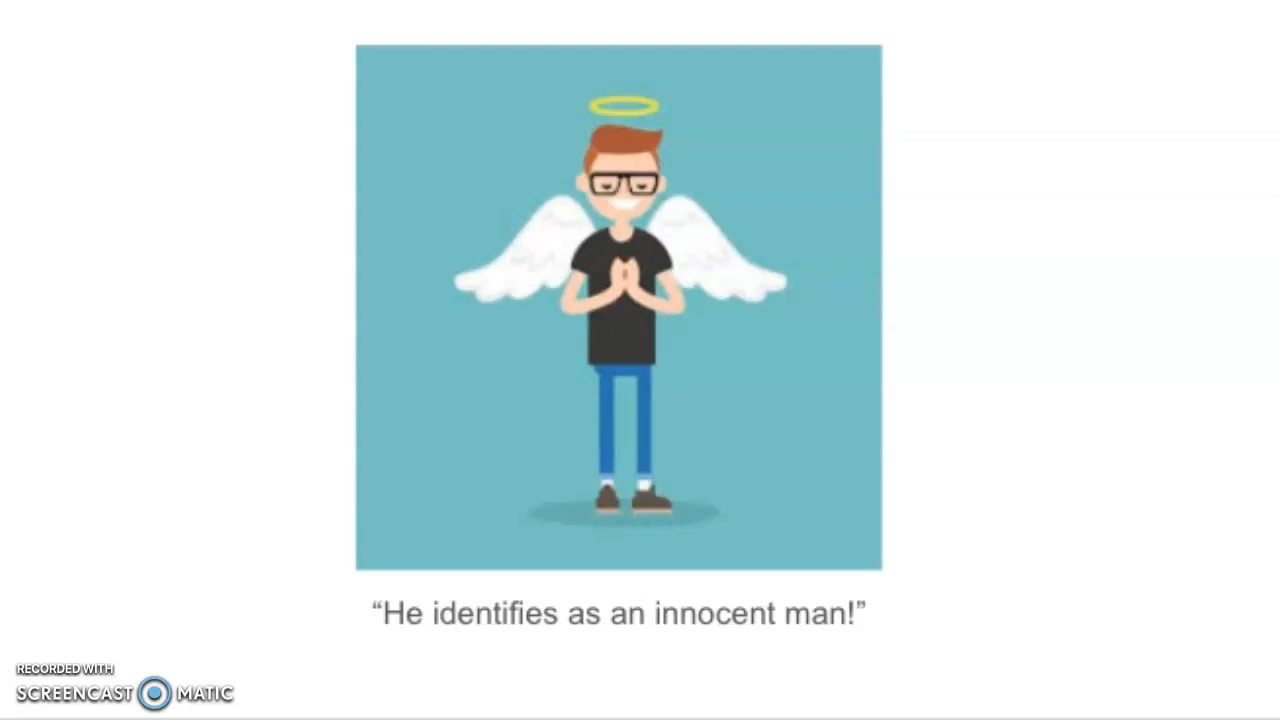 “He identifies as an innocent man!”
RECORDED WITH
SCREENCAST MATIC